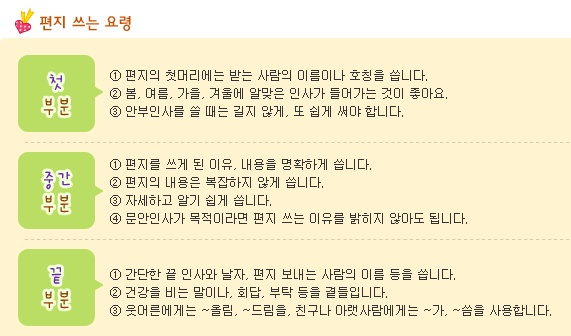 편지 쓰는 요령
첫
부분
① 편지의 첫머리에는 받는 사람의 이름이나 호칭을 씁니다.
② 봄, 여름, 가을, 겨울에 알맞은 인사가 들어가는 것이 좋아요.
③ 안부인사를 쓸 때는 길지 않게, 또 쉽게 써야 합니다.
중간
부분
① 편지를 쓰게 된 이유, 내용을 명확하게 씁니다.
② 편지의 내용은 복잡하지 않게 씁니다.
③ 자세하고 알기 쉽게 씁니다.
④ 문안인사가 목적이라면 편지 쓰는 이유를 밝히지 않아도 됩니다.
끝
부분
① 간단한 끝 인사와 날자, 편지 보내는 사람의 이름 등을 씁니다.
② 건강을 비는 말이나, 회답, 부탁 등을 곁들입니다.
③ 웃어른에게는 ~올림, ~드림을, 친구나 아랫사람에게는 ~가, ~씀을 사용합니다.